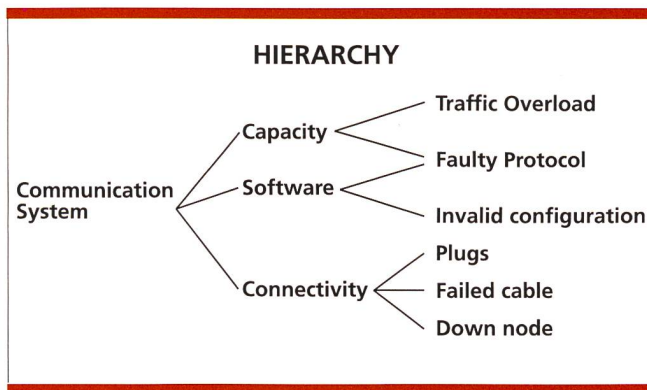 HIERARCHY
Communication
System
Capacity
Software
Connectivity
Traffic Overload
Faulty Protocol
Invalid configuration
Plugs
Failed cable
Down node